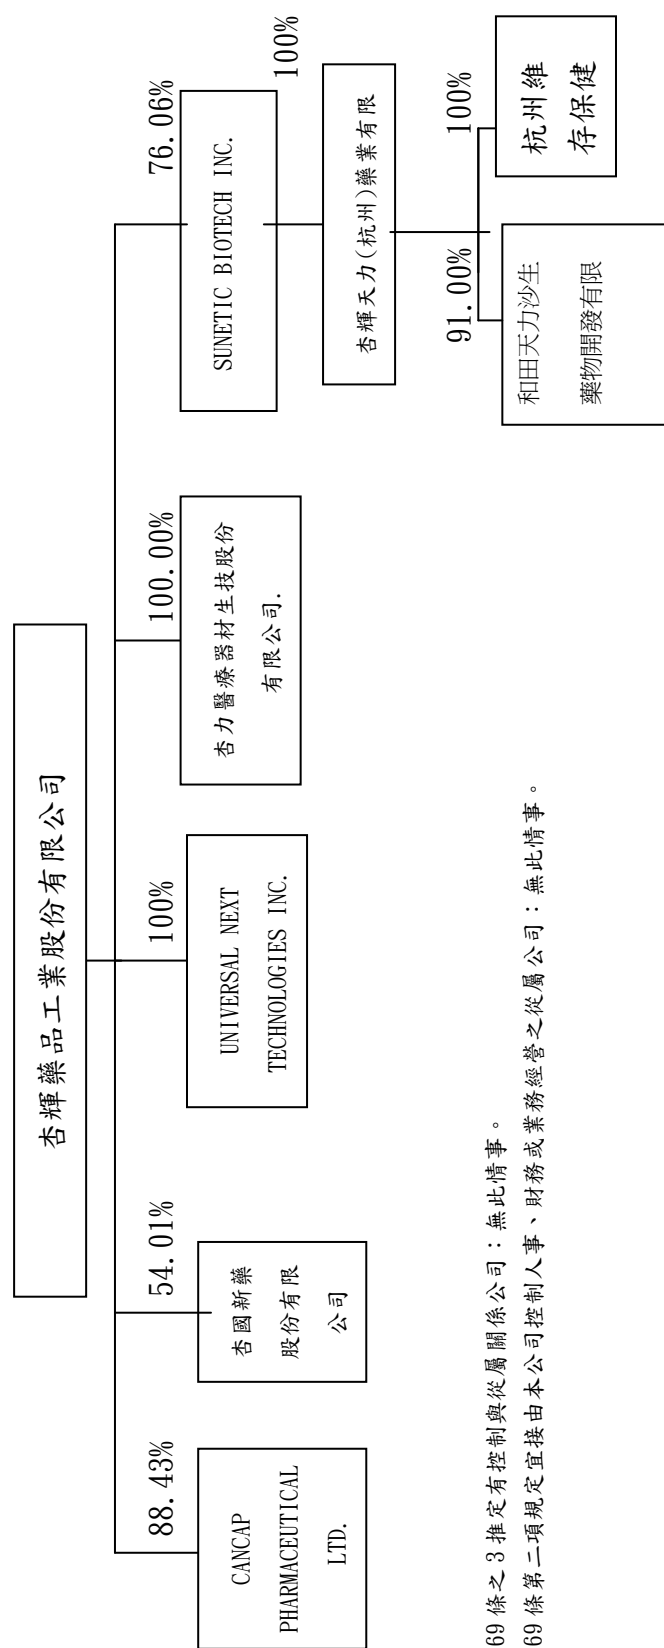 杏輝藥品工業股份有限公司
88.43%
54.01%
100%
100.00%
76.06%
CANCAP
PHARMACEUTICAL
LTD.
杏國新藥
股份有限
公司
UNIVERSAL NEXT
TECHNOLOGIES INC.
杏力醫療器材生技股份
有限公司.
SUNETIC BIOTECH INC.
100%
杏輝天力(杭州)藥業有限
91.00%
100%
和田天力沙生
藥物開發有限
杭州維
存保健
69 條之 3 推定有控制與從屬關係公司：無此情事。
69 條第二項規定宜接由本公司控制人事、財務或業務經營之從屬公司：無此情事。